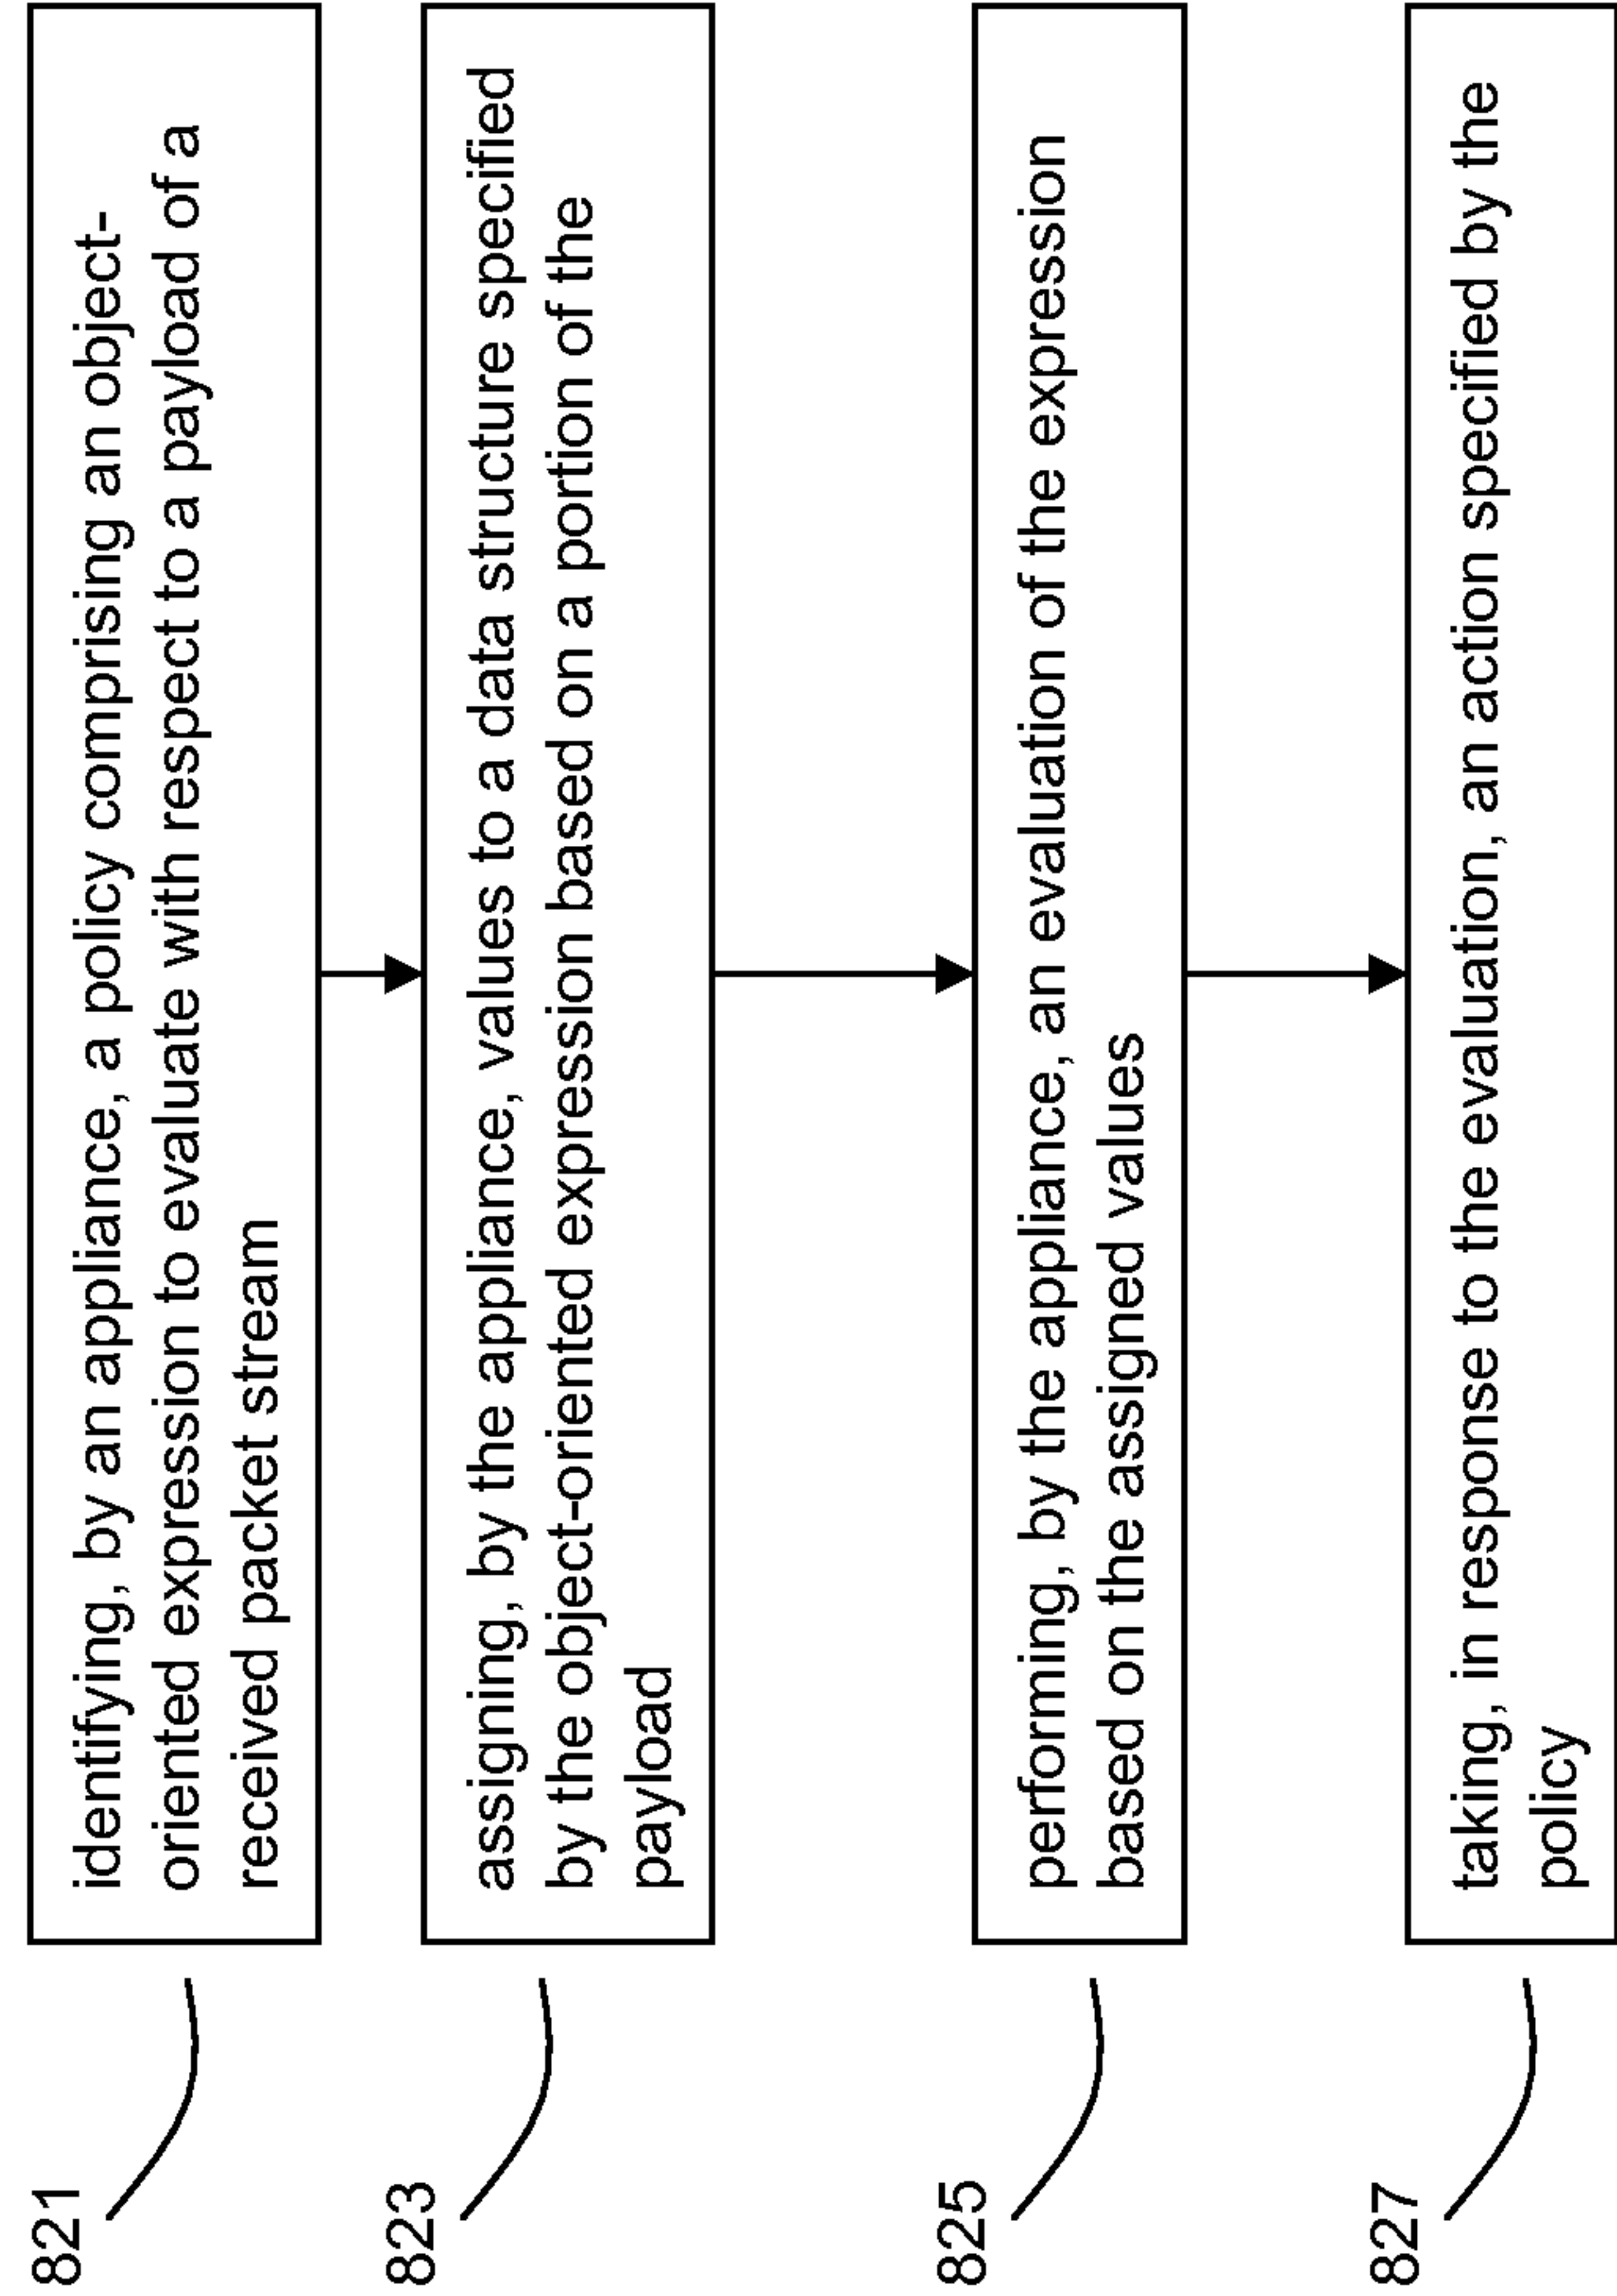 821
identifying, by an appliance, a policy comprising an object-
oriented expression to evaluate with respect to a payload of a
received packet stream
823
assigning, by the appliance, values to a data structure specified
by the object-oriented expression based on a portion of the
payload
825
performing, by the appliance, an evaluation of the expression
based on the assigned values
827
taking, in response to the evaluation, an action specified by the
policy